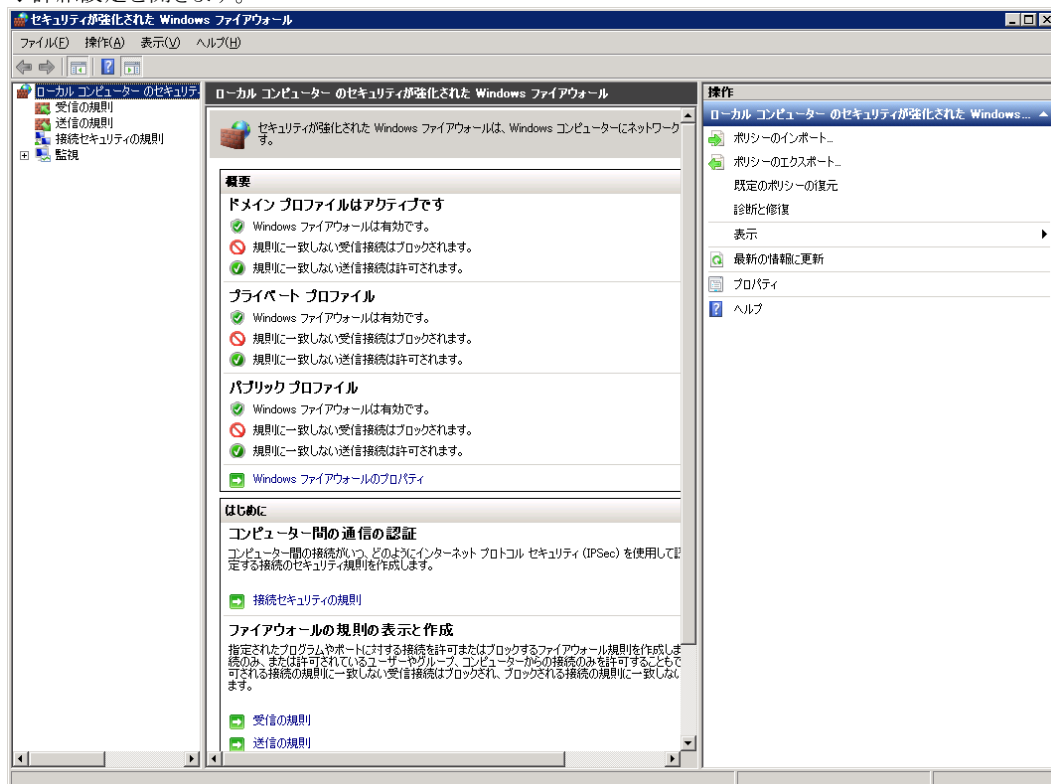 セキュリティが強化された Windows ファイアウォール
ファイル(F) 操作(A) 表示(V) ヘルプ(H)
ローカル コンピューター のセキュリテ
受信の規則
送信の規則
接続セキュリティの規則
監視
ローカル コンピューター のセキュリティが強化された Windows ファイアウォール
セキュリティが強化された Windows ファイアウォールは、Windows コンピューターにネットワーク
す。
概要
ドメイン プロファイルはアクティブです
Windows ファイアウォールは有効です。
規則に一致しない受信接続はブロックされます。
規則に一致しない送信接続は許可されます。
プライベート プロファイル
Windows ファイアウォールは有効です。
規則に一致しない受信接続はブロックされます。
規則に一致しない送信接続は許可されます。
パブリック プロファイル
Windows ファイアウォールは有効です。
規則に一致しない受信接続はブロックされます。
規則に一致しない送信接続は許可されます。
Windows ファイアウォールのプロパティ
はじめに
コンピューター間の通信の認証
コンピューター間の接続がいつ、どのようにインターネット プロトコル セキュリティ (IPSec) を使用して
定する接続のセキュリティ規則を作成します。
接続セキュリティの規則
ファイアウォールの規則の表示と作成
指定されたプログラムやポートに対する接続を許可またはブロックするファイアウォール規則を作成しま
続のみ、または許可されているユーザーやグループ、コンピューターからの接続のみを許可することもで
可される接続の規則に一致しない受信接続はブロックされ、ブロックされる接続の規則に一致しない
ます。
受信の規則
送信の規則
操作
ローカル コンピューター のセキュリティが強化された Windows...
ポリシーのインポート...
ポリシーのエクスポート...
既定のポリシーの復元
診断と修復
表示
最新の情報に更新
プロパティ
ヘルプ